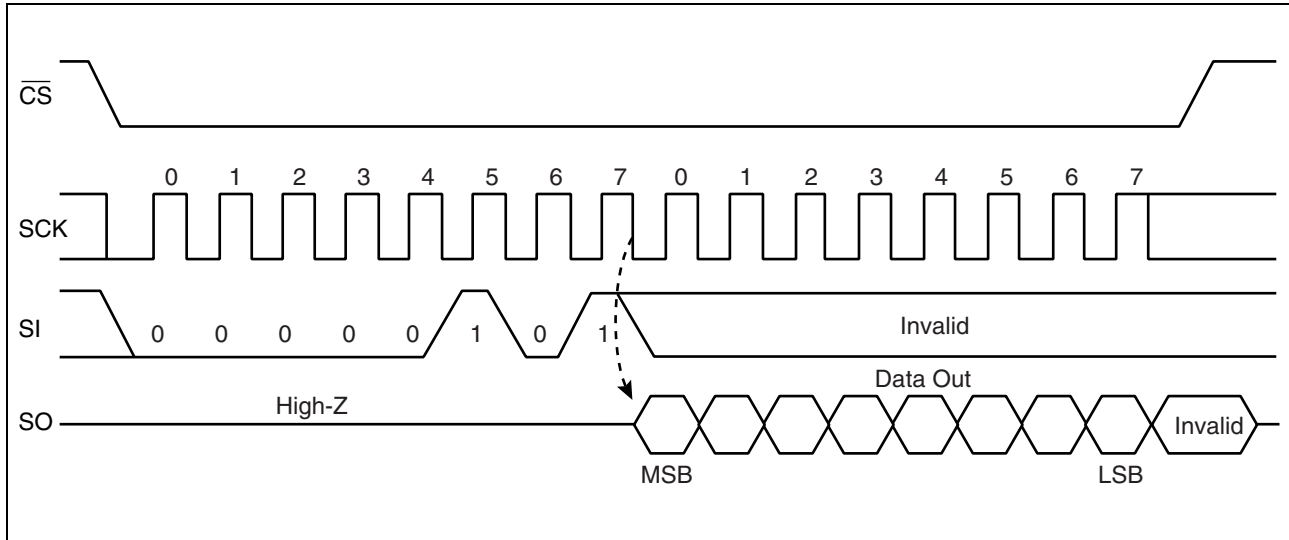 CS
0 1 2 3 4 5 6 7 0 1 2 3 4 5 6 7
SCK
SI
0 0 0 0 0 1 0 1
Invalid
Data Out
High-Z
SO
Invalid
MSB
LSB